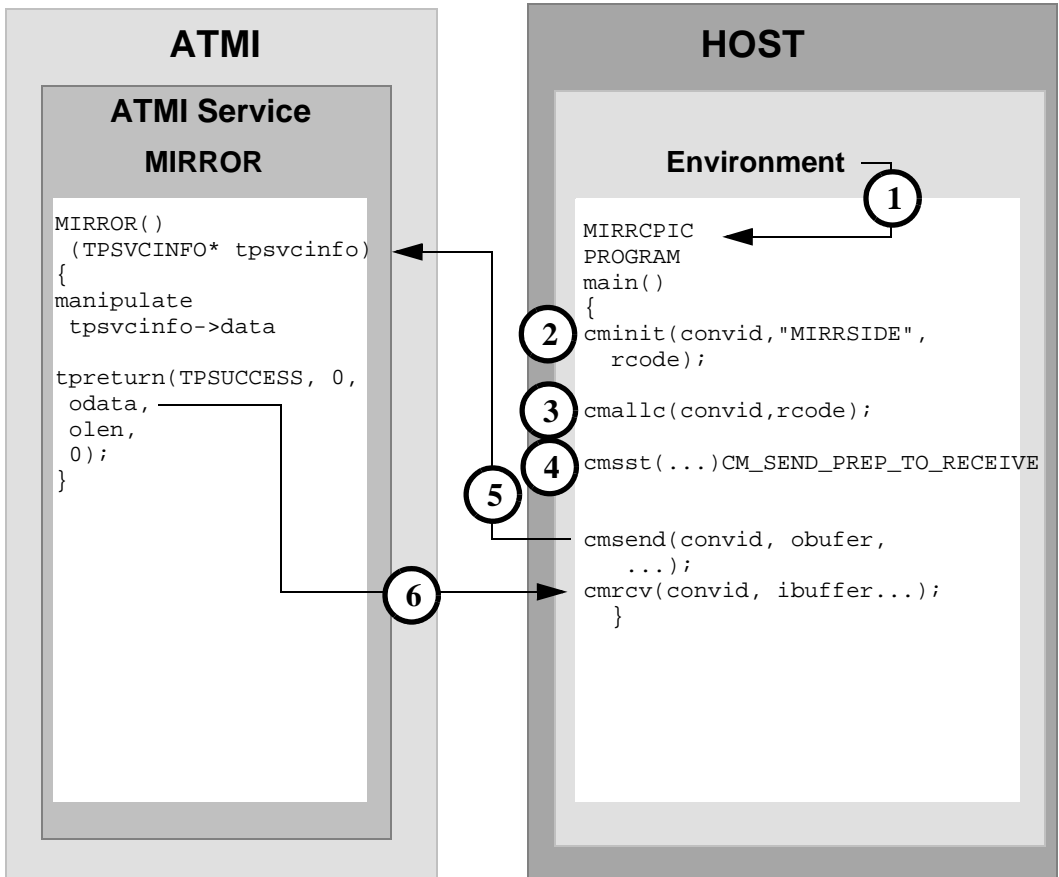 ATMI
ATMI Service
MIRROR
MIRROR()
(TPSVCINFO* tpsvcinfo)
{
manipulate
tpsvcinfo->data
tpreturn(TPSUCCESS, 0,
odata,
olen,
0);
}
HOST
Environment
1
MIRRCPIC
PROGRAM
main()
{
2
cminit(convid,"MIRRSIDE",
rcode);
3
cmallc(convid,rcode);
4
cmsst(...)CM_SEND_PREP_TO_RECEIVE
5
cmsend(convid, obufer,
...);
6
cmrcv(convid, ibuffer...);
}